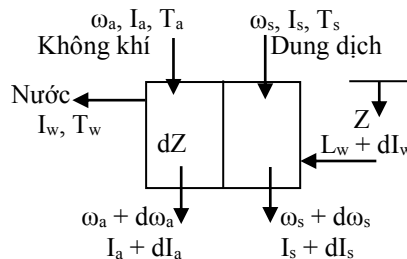 ωa, Ia, Ta
Không khí
ωs, Is, Ts
Dung dịch
Nước
Iw, Tw
dZ
Z
Lw + dIw
ωa + dωa
Ia + dIa
ωs + dωs
Is + dIs